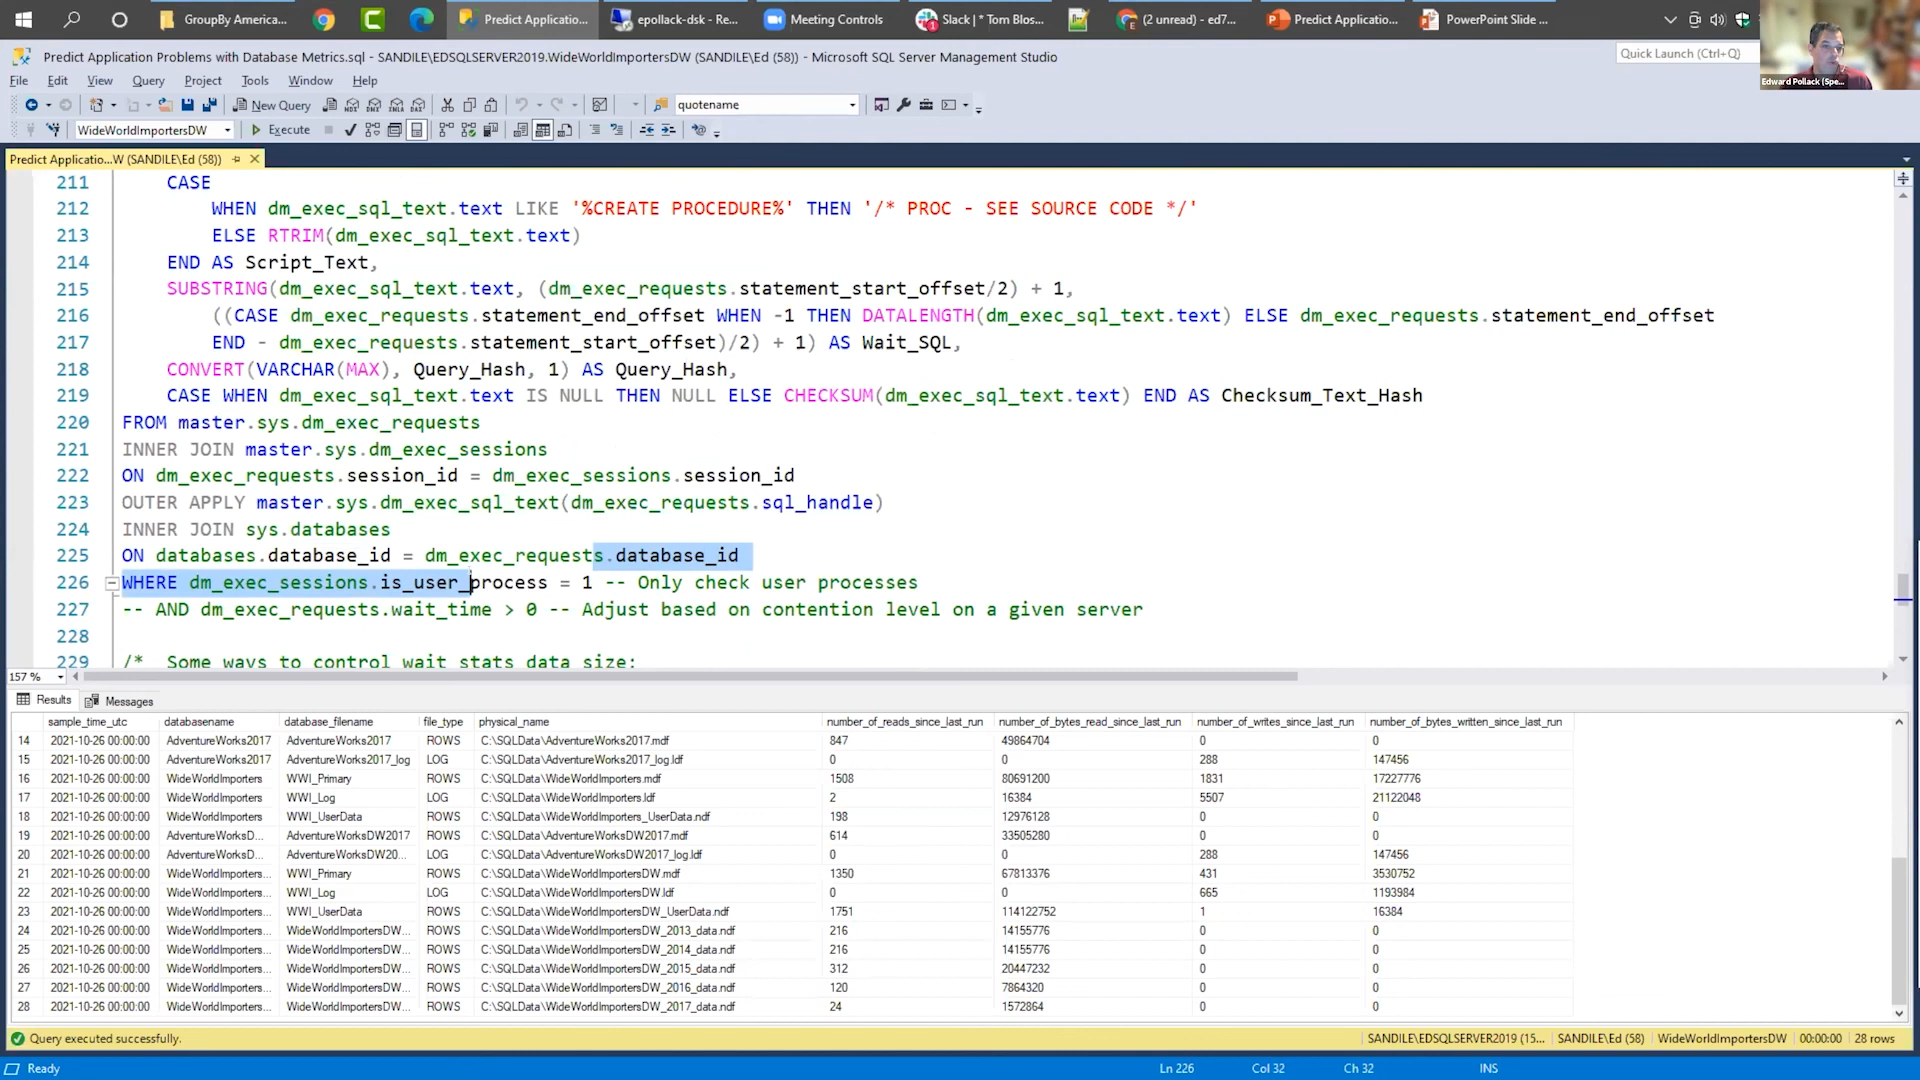 GroupBy America...
Predict Applicatio...
epollack-dsk - Re...
Meeting Controls
Slack | * Tom Blos...
(2 unread) - ed7...
Predict Applicatio...
PowerPoint Slide ...
Edward Pollack (Spe...
Predict Application Problems with Database Metrics.sql - SANDILE\EDSQLSERVER2019.WideWorldImportersDW (SANDILE\Ed (58)) - Microsoft SQL Server Management Studio
Quick Launch (Ctrl+Q)
File Edit View Query Project Tools Window Help
New Query
quotename
WideWorldImportersDW
Execute
Predict Applicatio...W (SANDILE\Ed (58))
211 CASE
212 WHEN dm_exec_sql_text.text LIKE '%CREATE PROCEDURE%' THEN '/* PROC - SEE SOURCE CODE */'
213 ELSE RTRIM(dm_exec_sql_text.text)
214 END AS Script_Text,
215 SUBSTRING(dm_exec_sql_text.text, (dm_exec_requests.statement_start_offset/2) + 1,
216 ((CASE dm_exec_requests.statement_end_offset WHEN -1 THEN DATALENGTH(dm_exec_sql_text.text) ELSE dm_exec_requests.statement_end_offset
217 END - dm_exec_requests.statement_start_offset)/2) + 1) AS Wait_SQL,
218 CONVERT(VARCHAR(MAX), Query_Hash, 1) AS Query_Hash,
219 CASE WHEN dm_exec_sql_text.text IS NULL THEN NULL ELSE CHECKSUM(dm_exec_sql_text.text) END AS Checksum_Text_Hash
220 FROM master.sys.dm_exec_requests
221 INNER JOIN master.sys.dm_exec_sessions
222 ON dm_exec_requests.session_id = dm_exec_sessions.session_id
223 OUTER APPLY master.sys.dm_exec_sql_text(dm_exec_requests.sql_handle)
224 INNER JOIN sys.databases
225 ON databases.database_id = dm_exec_requests.database_id
226 WHERE dm_exec_sessions.is_user_process = 1 -- Only check user processes
227 -- AND dm_exec_requests.wait_time > 0 -- Adjust based on contention level on a given server
228
229 /* Some ways to control wait stats data size:
157 %
Results Messages
sample_time_utc databasename database_filename file_type physical_name number_of_reads_since_last_run number_of_bytes_read_since_last_run number_of_writes_since_last_run number_of_bytes_written_since_last_run
14 2021-10-26 00:00:00 AdventureWorks2017 AdventureWorks2017 ROWS C:\SQLData\AdventureWorks2017.mdf 847 49864704 0 0
15 2021-10-26 00:00:00 AdventureWorks2017 AdventureWorks2017_log LOG C:\SQLData\AdventureWorks2017_log.ldf 0 0 288 147456
16 2021-10-26 00:00:00 WideWorldImporters WWI_Primary ROWS C:\SQLData\WideWorldImporters.mdf 1508 80691200 1831 17227776
17 2021-10-26 00:00:00 WideWorldImporters WWI_Log LOG C:\SQLData\WideWorldImporters.ldf 2 16384 5507 21122048
18 2021-10-26 00:00:00 WideWorldImporters WWI_UserData ROWS C:\SQLData\WideWorldImporters_UserData.ndf 198 12976128 0 0
19 2021-10-26 00:00:00 AdventureWorksD... AdventureWorksDW2017 ROWS C:\SQLData\AdventureWorksDW2017.mdf 614 33505280 0 0
20 2021-10-26 00:00:00 AdventureWorksD... AdventureWorksDW20... LOG C:\SQLData\AdventureWorksDW2017_log.ldf 0 0 288 147456
21 2021-10-26 00:00:00 WideWorldImporters... WWI_Primary ROWS C:\SQLData\WideWorldImportersDW.mdf 1350 67813376 431 3530752
22 2021-10-26 00:00:00 WideWorldImporters... WWI_Log LOG C:\SQLData\WideWorldImportersDW.ldf 0 0 665 1193984
23 2021-10-26 00:00:00 WideWorldImporters... WWI_UserData ROWS C:\SQLData\WideWorldImportersDW_UserData.ndf 1751 114122752 1 16384
24 2021-10-26 00:00:00 WideWorldImporters... WideWorldImportersDW... ROWS C:\SQLData\WideWorldImportersDW_2013_data.ndf 216 14155776 0 0
25 2021-10-26 00:00:00 WideWorldImporters... WideWorldImportersDW... ROWS C:\SQLData\WideWorldImportersDW_2014_data.ndf 216 14155776 0 0
26 2021-10-26 00:00:00 WideWorldImporters... WideWorldImportersDW... ROWS C:\SQLData\WideWorldImportersDW_2015_data.ndf 312 20447232 0 0
27 2021-10-26 00:00:00 WideWorldImporters... WideWorldImportersDW... ROWS C:\SQLData\WideWorldImportersDW_2016_data.ndf 120 7864320 0 0
28 2021-10-26 00:00:00 WideWorldImporters... WideWorldImportersDW... ROWS C:\SQLData\WideWorldImportersDW_2017_data.ndf 24 1572864 0 0
Query executed successfully. SANDILE\EDSQLSERVER2019 (15... SANDILE\Ed (58) WideWorldImportersDW 00:00:00 28 rows
Ready Ln 226 Col 32 Ch 32 INS